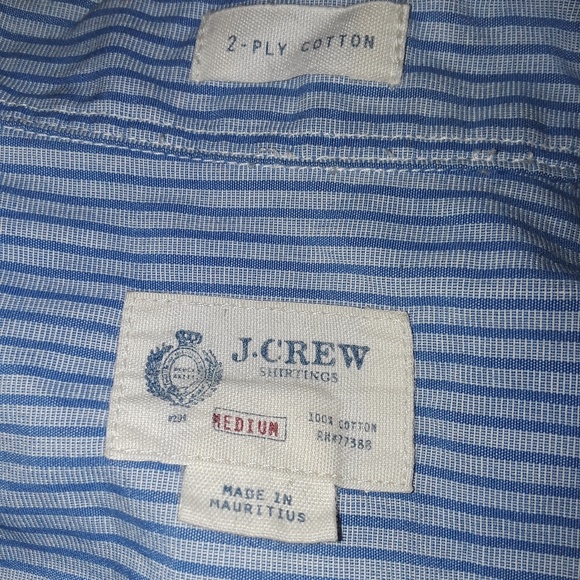 2-PLY COTTON
J.CREW
SHIRTINGS
MEDIUM
100% COTTON
RN#77388
MADE IN
MAURITIUS